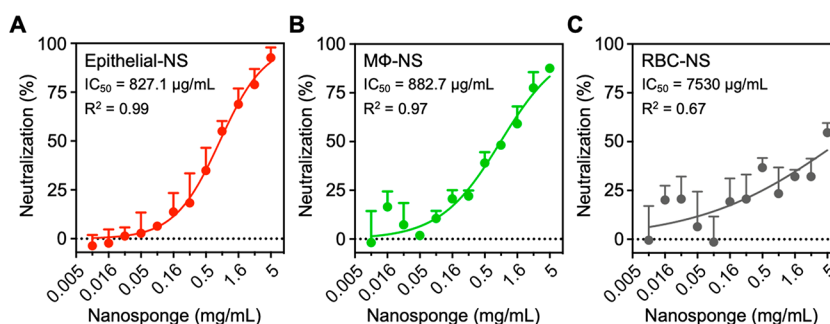 A
Epithelial-NS
IC50 = 827.1 µg/mL
R² = 0.99
Neutralization (%)
100
75
50
25
0
0.005
0.016
0.05
0.16
0.5
1.6
5
Nanosponge (mg/mL)
B
MΦ-NS
IC50 = 882.7 µg/mL
R² = 0.97
Neutralization (%)
100
75
50
25
0
0.005
0.016
0.05
0.16
0.5
1.6
5
Nanosponge (mg/mL)
C
RBC-NS
IC50 = 7530 µg/mL
R² = 0.67
Neutralization (%)
100
75
50
25
0
0.005
0.016
0.05
0.16
0.5
1.6
5
Nanosponge (mg/mL)